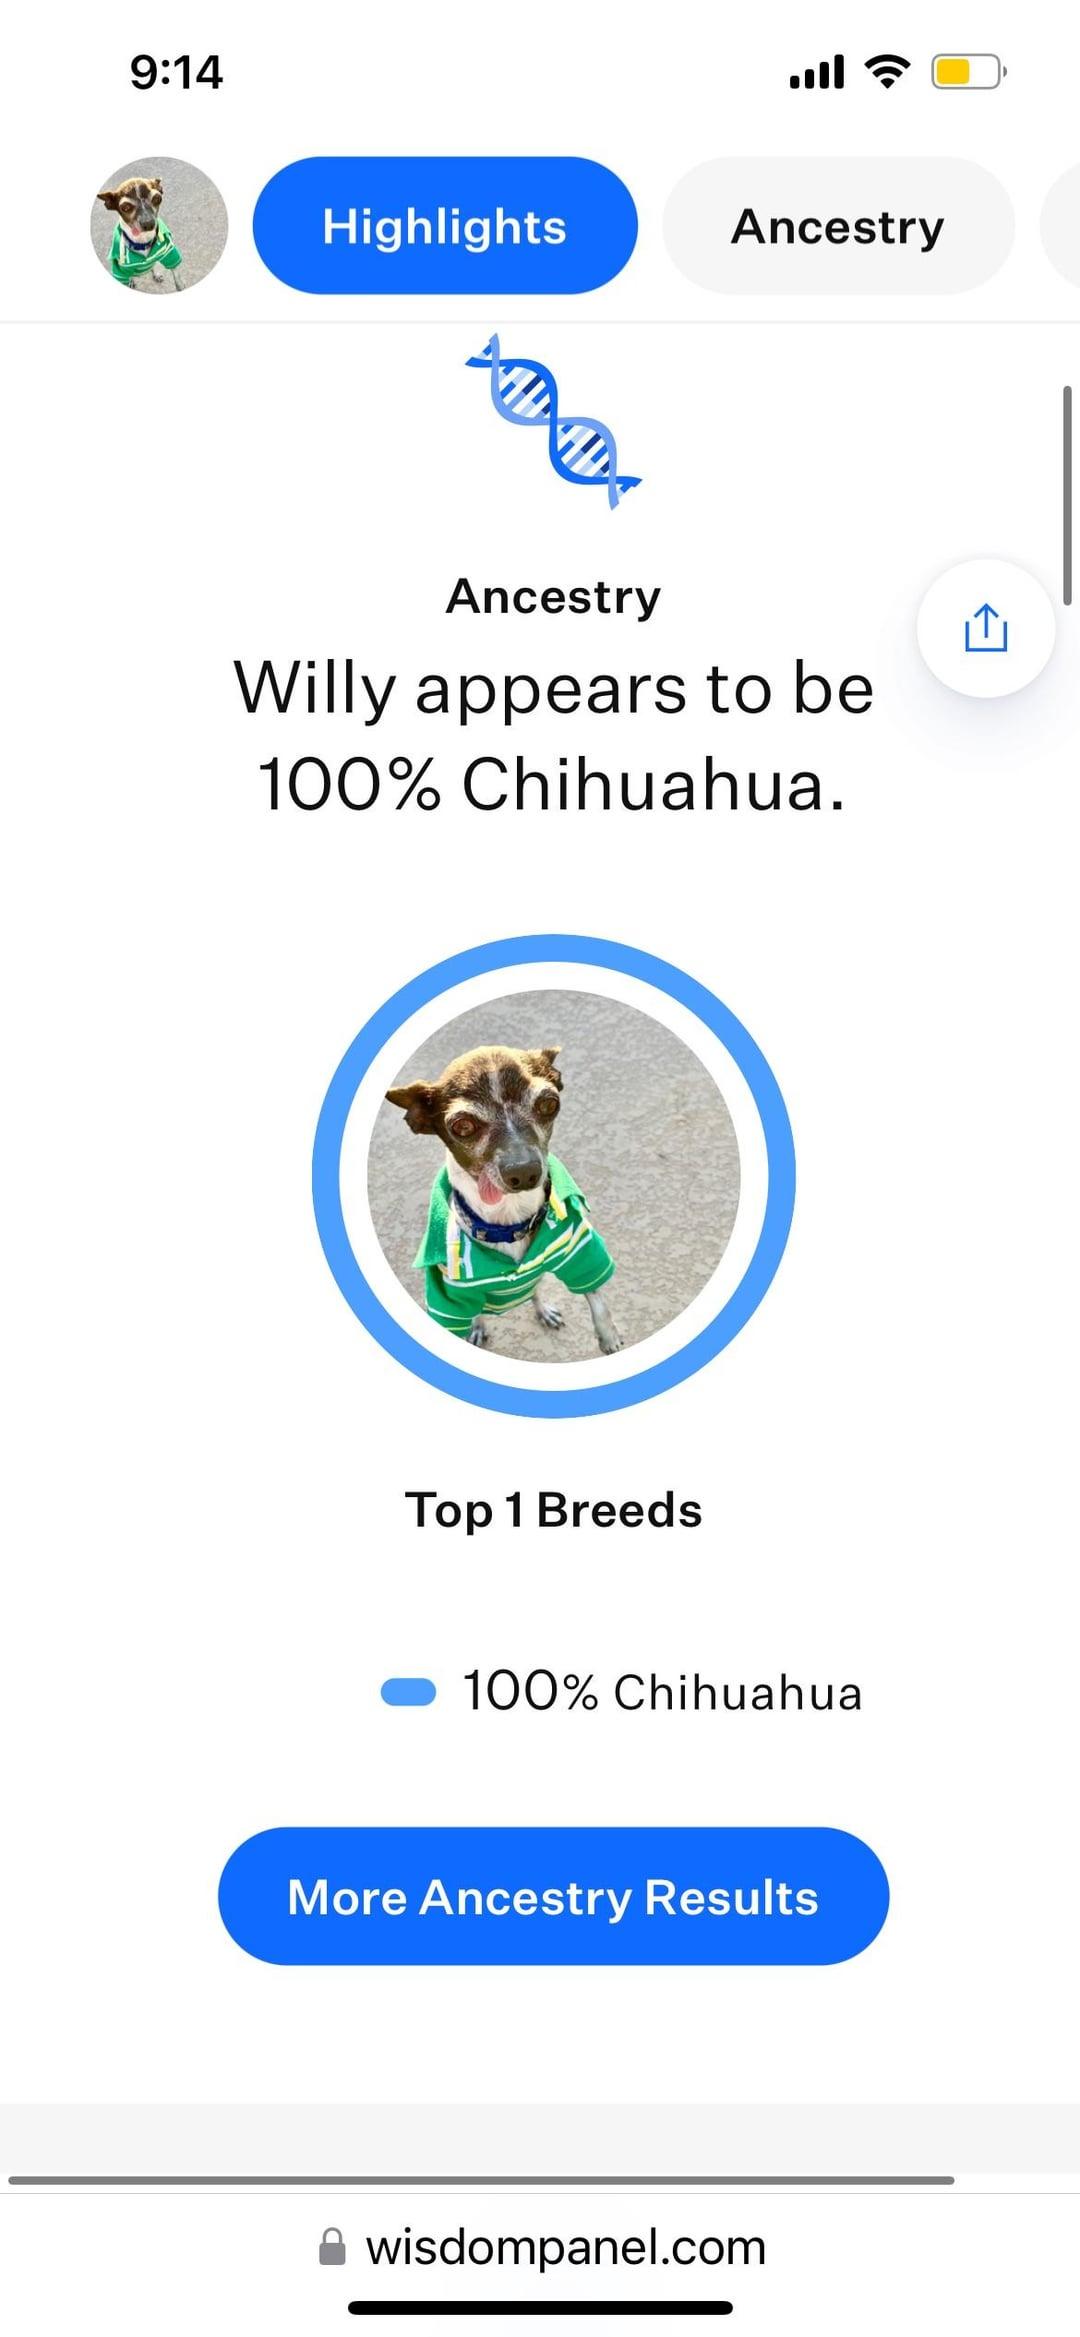 9:14
Highlights
Ancestry
Ancestry
Willy appears to be
100% Chihuahua.
Top 1 Breeds
100% Chihuahua
More Ancestry Results
wisdompanel.com